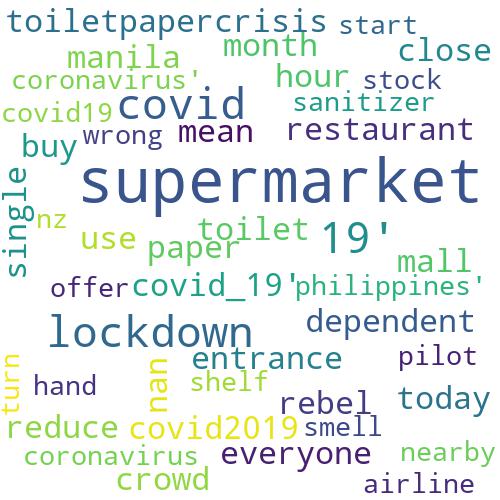 toiletpapercrisis start
manila month close
coronavirus' hour stock
covid19 covid sanitizer
buy wrong mean restaurant
supermarket
single
nz use toilet 19'
paper mall
offer covid_19' philippines'
lockdown dependent
entrance pilot
turn hand nan shelf rebel today
reduce covid2019 smell
coronavirus everyone nearby
crowd airline